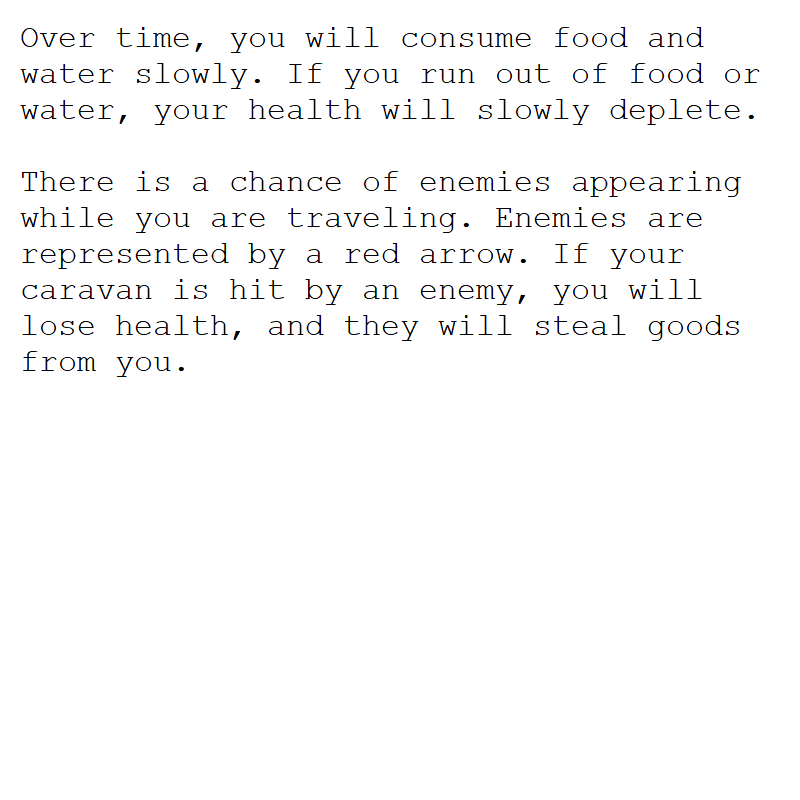 Over time, you will consume food and
water slowly. If you run out of food or
water, your health will slowly deplete.

There is a chance of enemies appearing
while you are traveling. Enemies are
represented by a red arrow. If your
caravan is hit by an enemy, you will
lose health, and they will steal goods
from you.